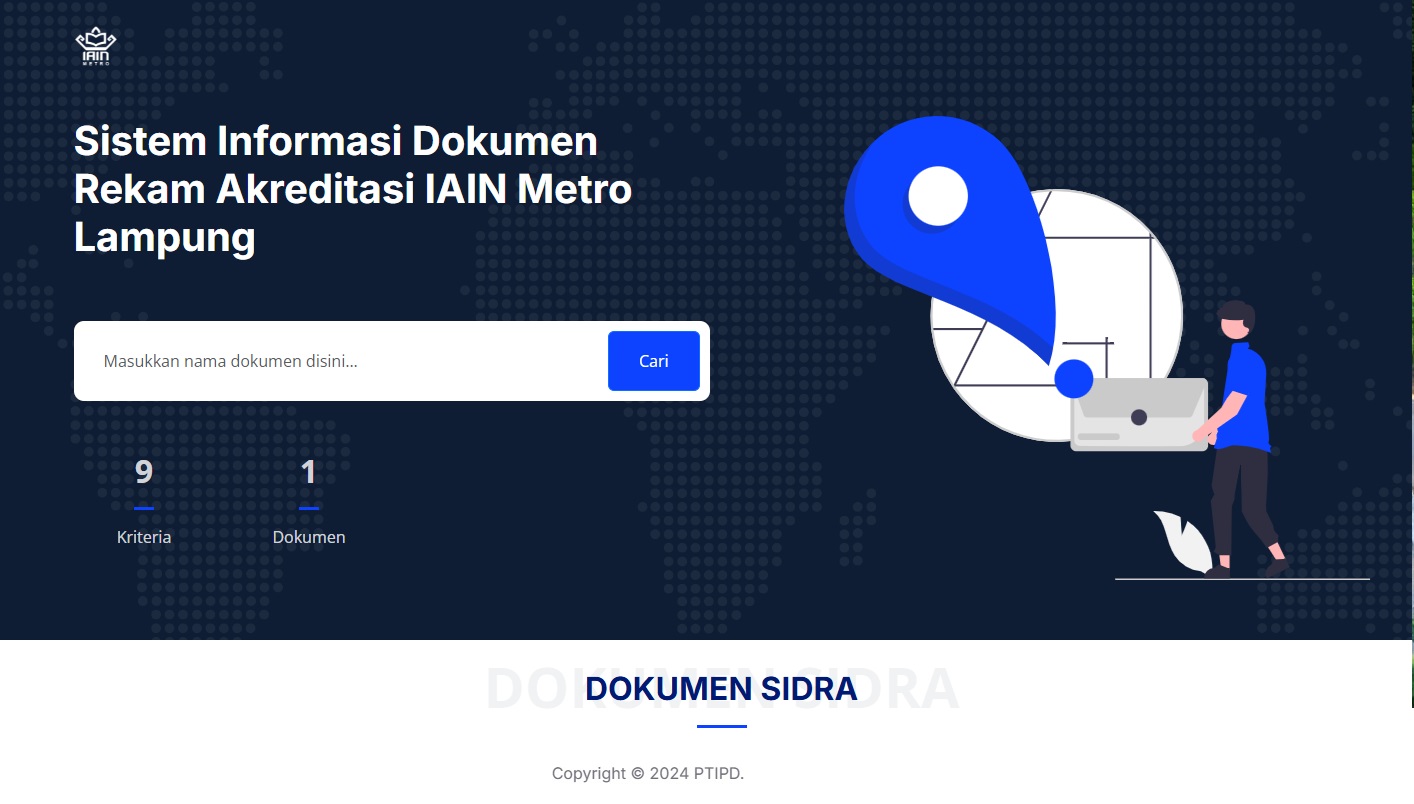 IAIN
METRO
Sistem Informasi Dokumen
Rekam Akreditasi IAIN Metro
Lampung
Masukkan nama dokumen disini...
Cari
9
1
Kriteria
Dokumen
DOKUMEN SIDRA
DOKUMEN SIDRA
Copyright © 2024 PTIPD.